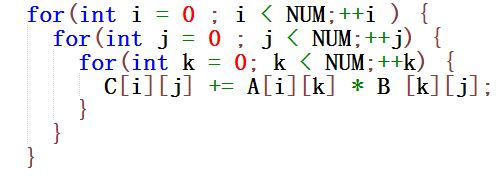 for(int i = 0 ; i < NUM;++i ) {
for(int j = 0 ; j < NUM;++j) {
for(int k = 0; k < NUM;++k) {
C[i][j] += A[i][k] * B [k][j];
}
}
}